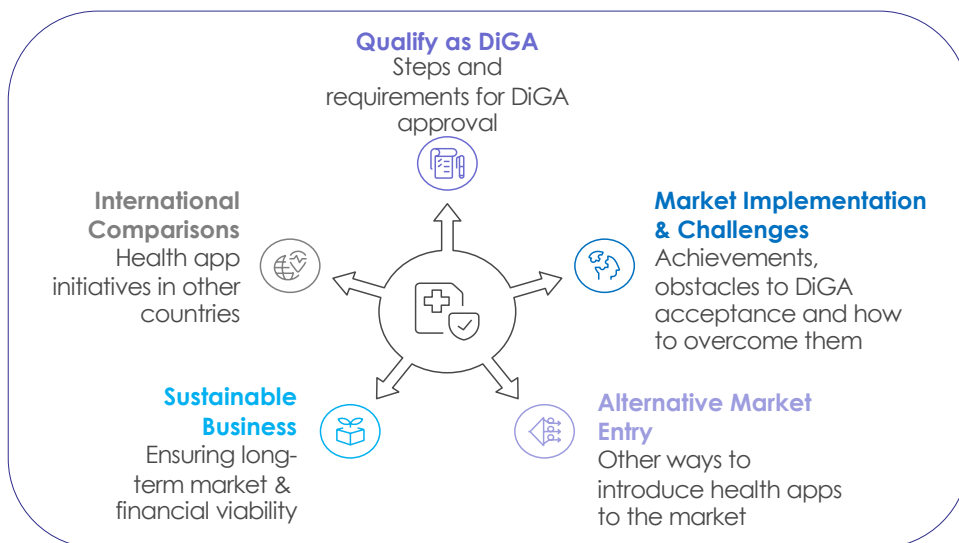 Qualify as DiGA
Steps and
requirements for DiGA
approval
International
Comparisons
Health app
initiatives in other
countries
Market Implementation
& Challenges
Achievements,
obstacles to DiGA
acceptance and how
to overcome them
Sustainable
Business
Ensuring long-
term market &
financial viability
Alternative Market
Entry
Other ways to
introduce health apps
to the market